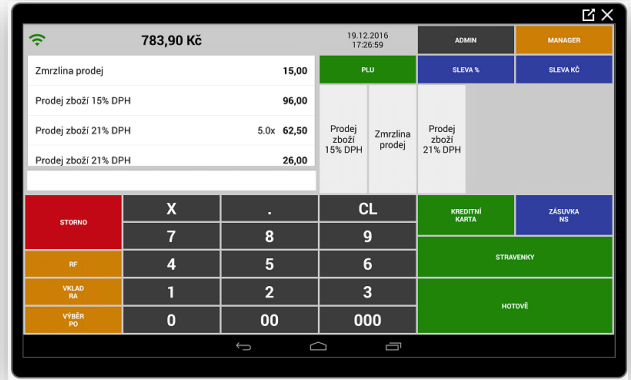 783,90 Kč
19.12.2016
17:26:59
ADMIN
MANAGER
Zmrzlina prodej 15,00
Prodej zboží 15% DPH 96,00
Prodej zboží 21% DPH 5.0x 62,50
Prodej zboží 21% DPH 26,00
PLU
SLEVA %
SLEVA KČ
Prodej
zboží
15% DPH
Zmrzlina
prodej
Prodej
zboží
21% DPH
STORNO
X . CL
7 8 9
KREDITNÍ
KARTA
ZÁSUVKA
NS
RF
4 5 6
STRAVENKY
VKLAD
RA
1 2 3
HOTOVĚ
VÝBĚR
PO
0 00 000